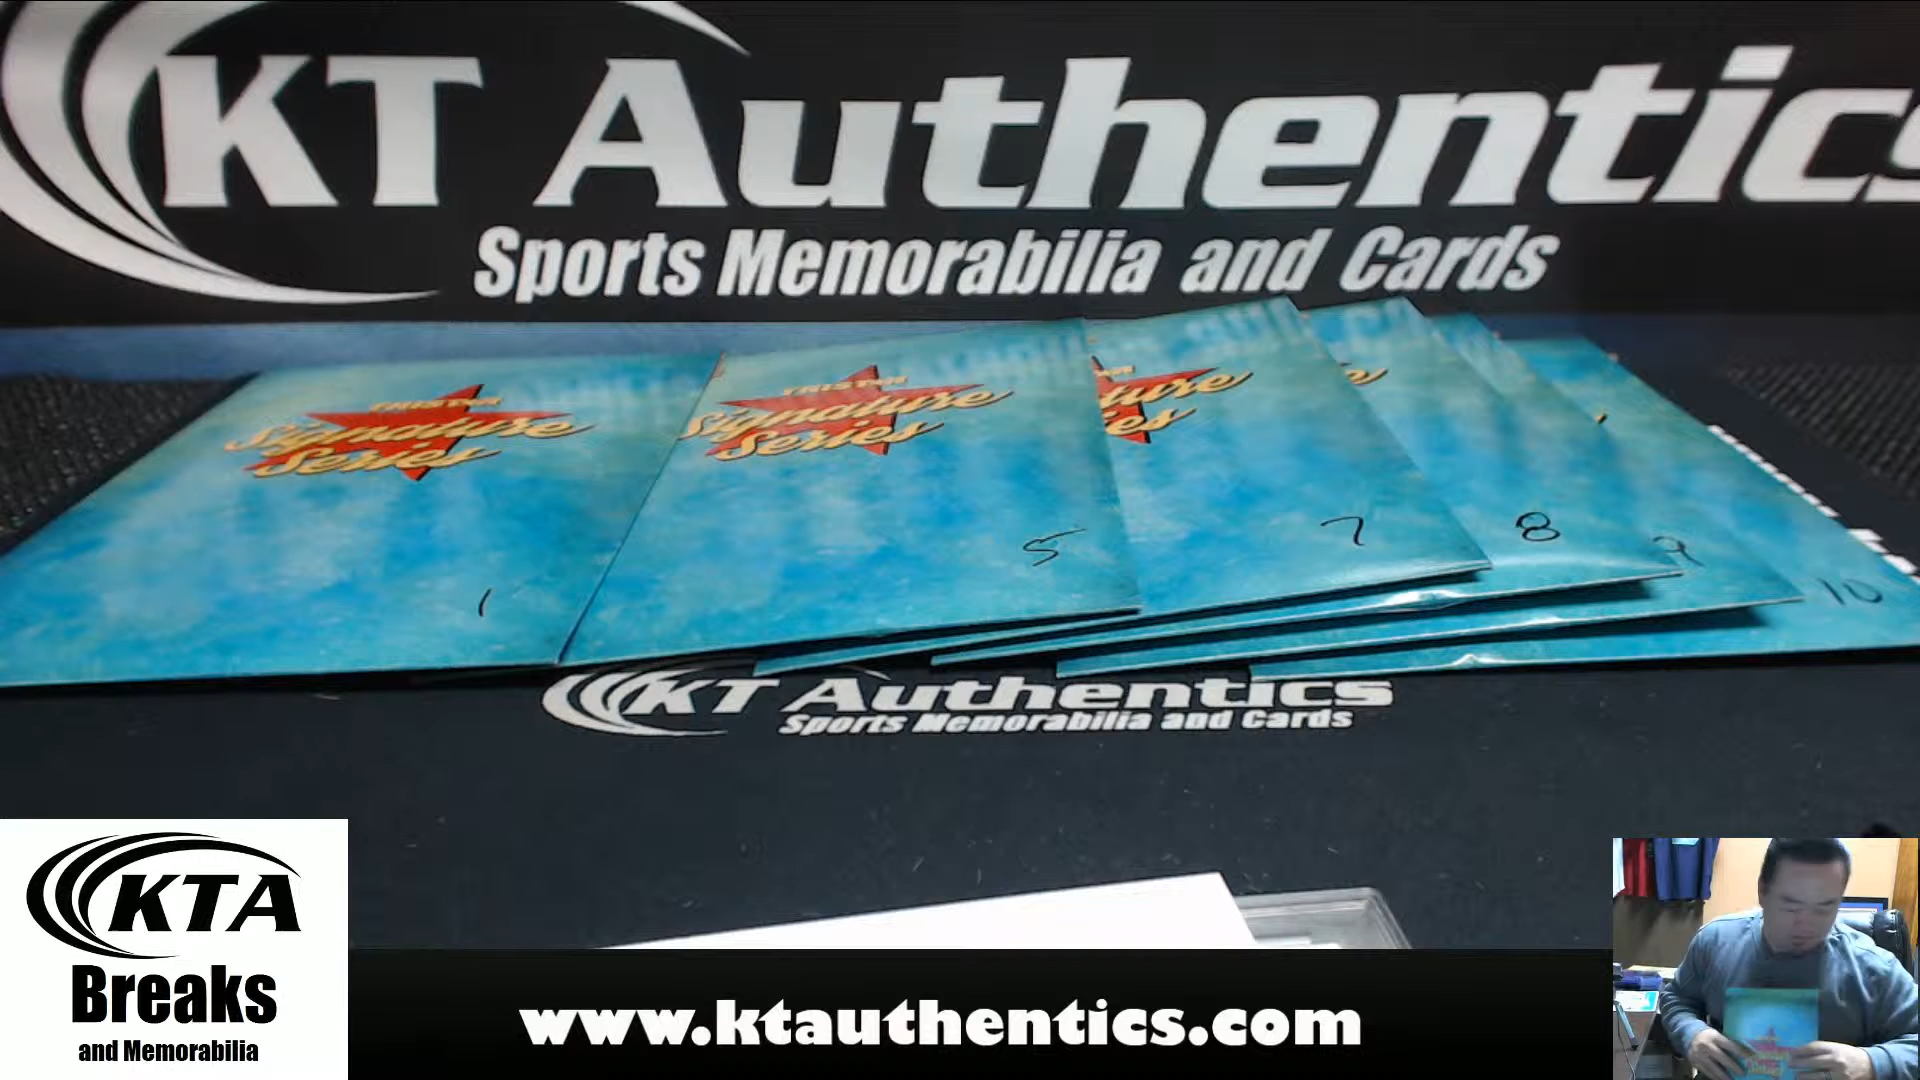 KT Authentics
Sports Memorabilia and Cards
TRISTAR
Signature
Series
1
TRISTAR
Signature
Series
5
7
8
9
10
KT Authentics
Sports Memorabilia and Cards
KTA
Breaks
and Memorabilia
www.ktauthentics.com